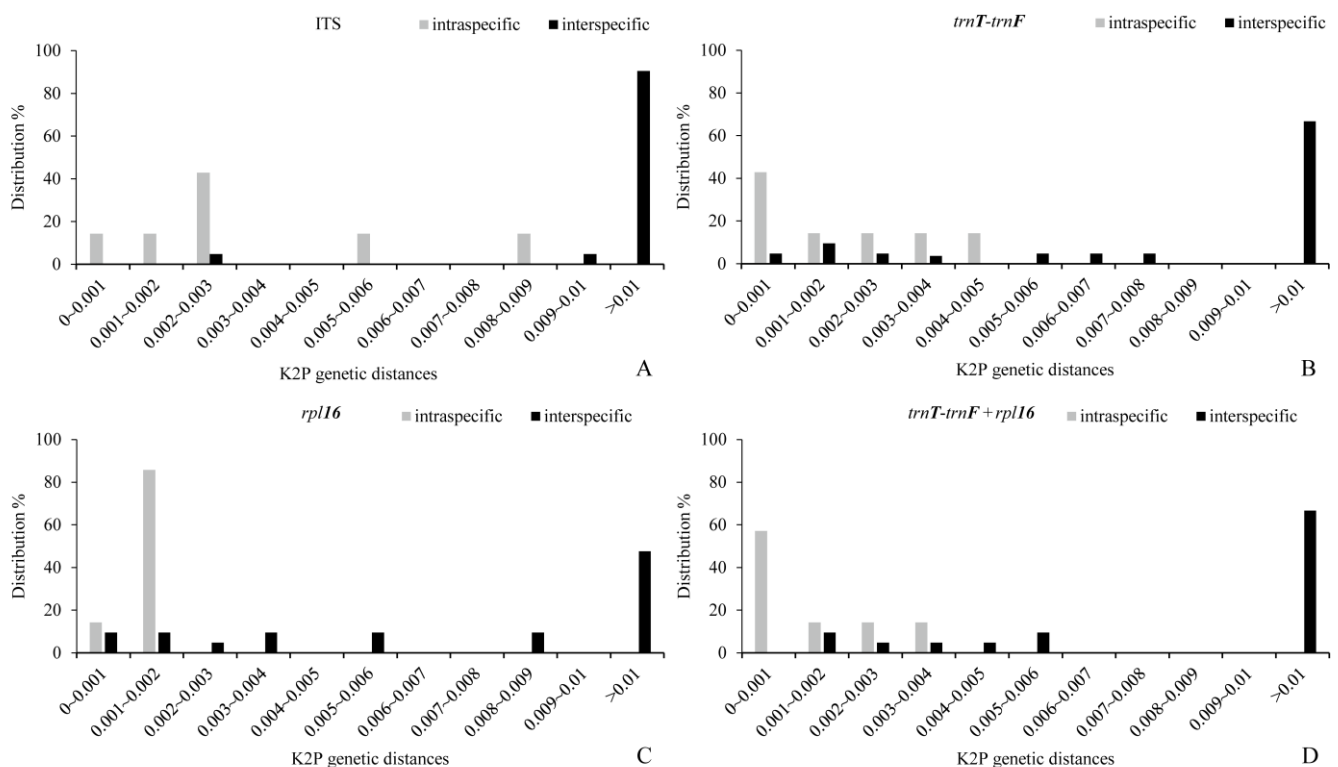 ITS
intraspecific
interspecific
100
80
60
40
20
0
Distribution %
0~0.001
0.001~0.002
0.002~0.003
0.003~0.004
0.004~0.005
0.005~0.006
0.006~0.007
0.007~0.008
0.008~0.009
0.009~0.01
>0.01
K2P genetic distances
A
trnT-trnF
intraspecific
interspecific
100
80
60
40
20
0
Distribution %
0~0.001
0.001~0.002
0.002~0.003
0.003~0.004
0.004~0.005
0.005~0.006
0.006~0.007
0.007~0.008
0.008~0.009
0.009~0.01
>0.01
K2P genetic distances
B
rpl16
intraspecific
interspecific
100
80
60
40
20
0
Distribution %
0~0.001
0.001~0.002
0.002~0.003
0.003~0.004
0.004~0.005
0.005~0.006
0.006~0.007
0.007~0.008
0.008~0.009
0.009~0.01
>0.01
K2P genetic distances
C
trnT-trnF+rpl16
intraspecific
interspecific
100
80
60
40
20
0
Distribution %
0~0.001
0.001~0.002
0.002~0.003
0.003~0.004
0.004~0.005
0.005~0.006
0.006~0.007
0.007~0.008
0.008~0.009
0.009~0.01
>0.01
K2P genetic distances
D